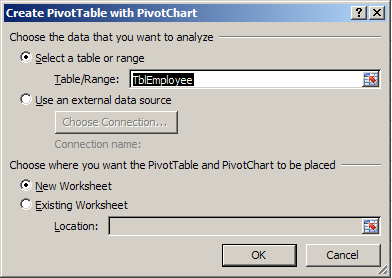 Create PivotTable with PivotChart
Choose the data that you want to analyze
Select a table or range
Table/Range: TblEmployee
Use an external data source
Choose Connection...
Connection name:
Choose where you want the PivotTable and PivotChart to be placed
New Worksheet
Existing Worksheet
Location:
OK Cancel